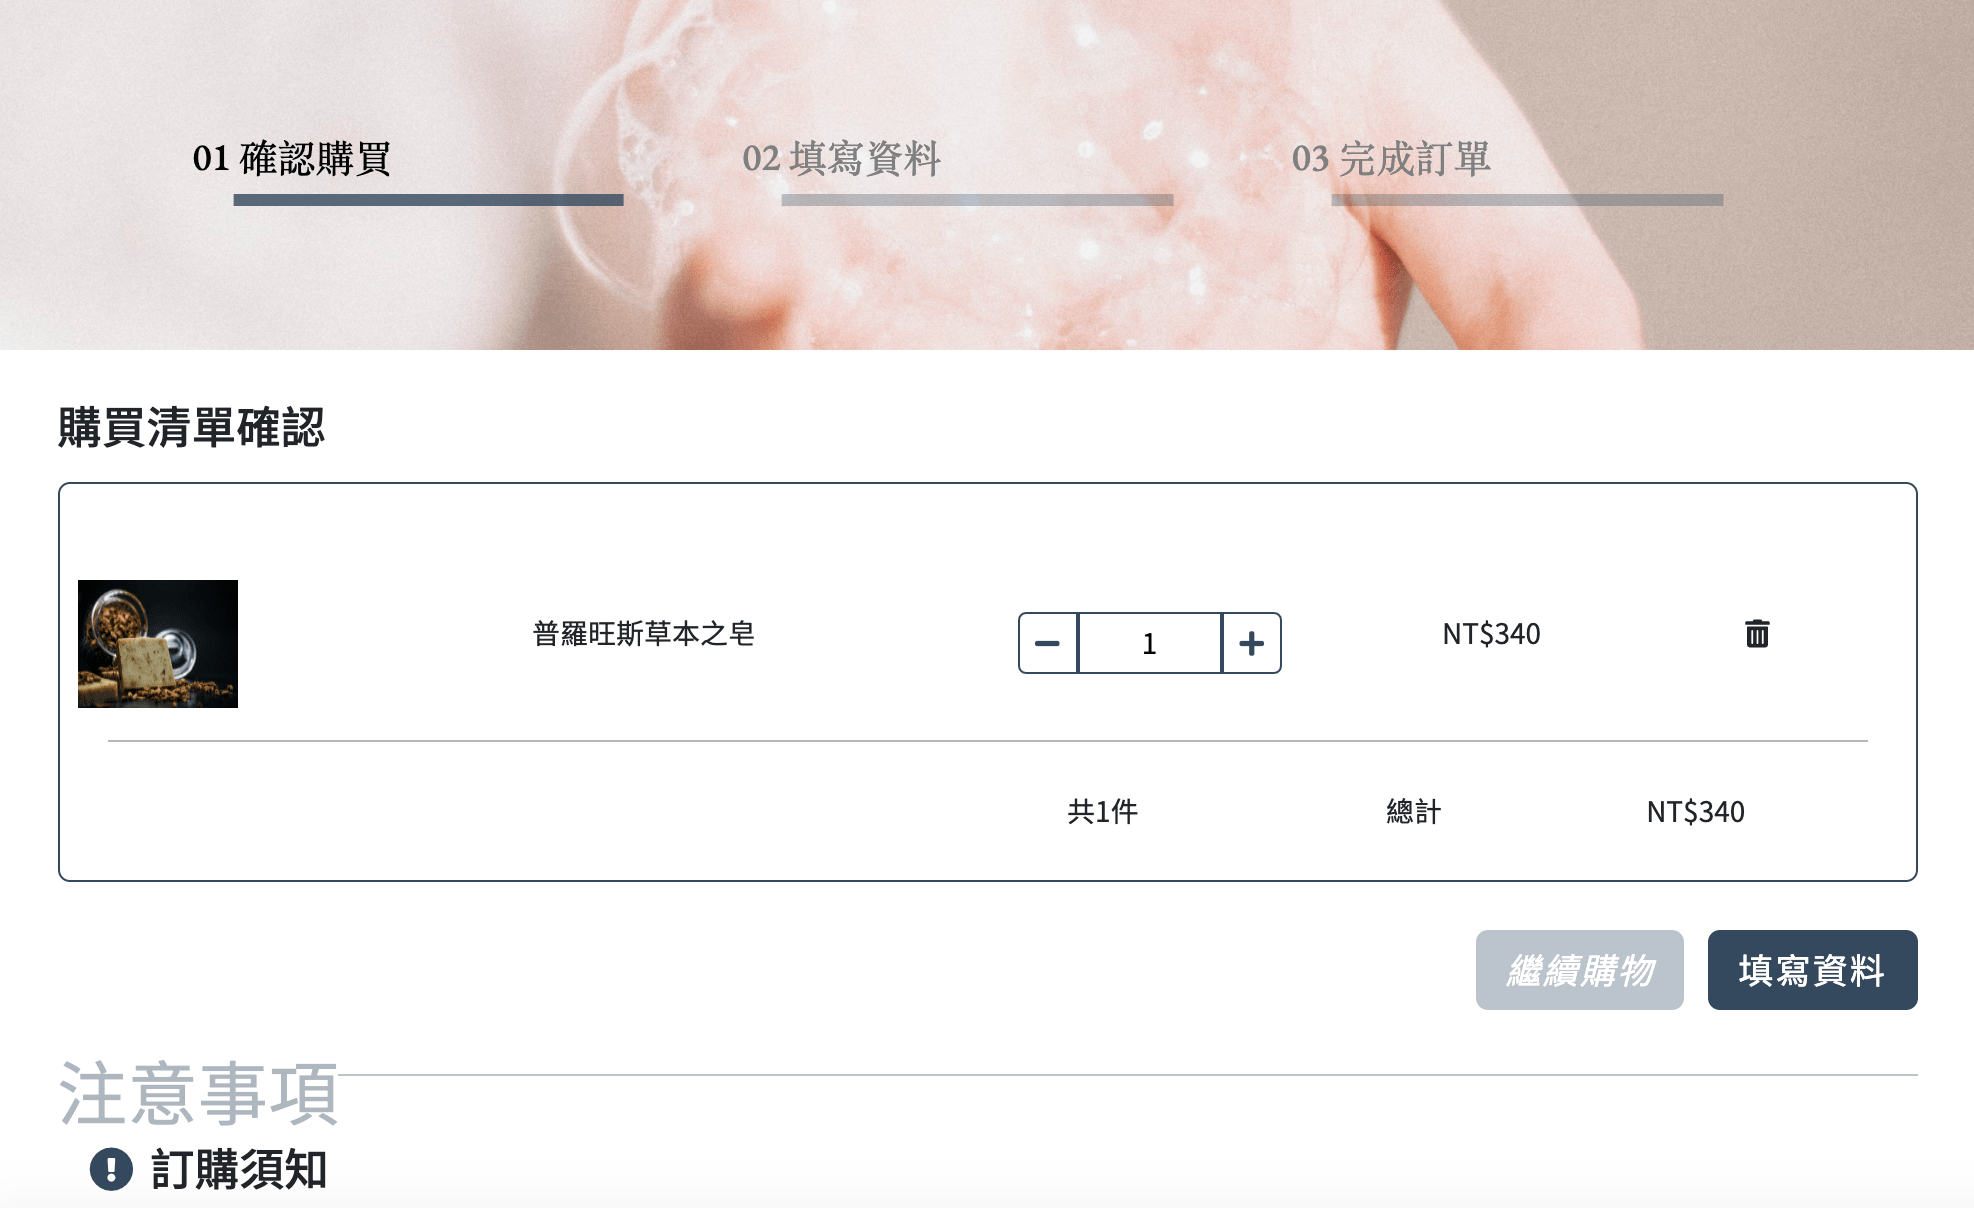 01 確認購買
02 填寫資料
03 完成訂單
購買清單確認
普羅旺斯草本之皂
1
NT$340
共1件
總計
NT$340
繼續購物
填寫資料
注意事項
訂購須知